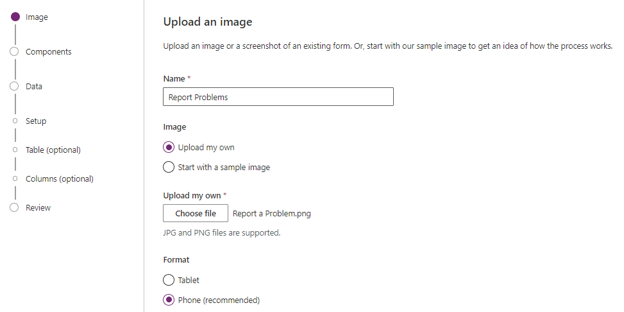 Image
Components
Data
Setup
Table (optional)
Columns (optional)
Review
Upload an image
Upload an image or a screenshot of an existing form. Or, start with our sample image to get an idea of how the process works.
Name *
Report Problems
Image
Upload my own
Start with a sample image
Upload my own *
Choose file Report a Problem.png
JPG and PNG files are supported.
Format
Tablet
Phone (recommended)